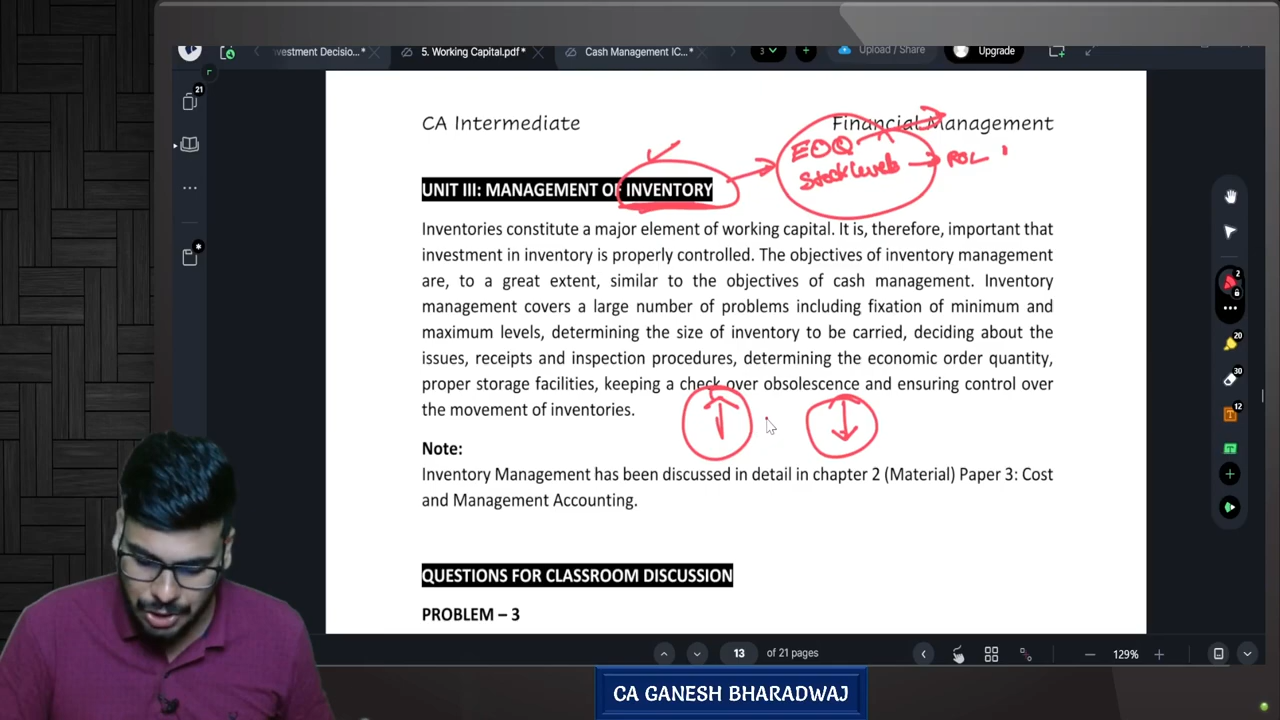 nvestment Decisio...
5. Working Capital.pdf*
Cash Management IC...*
3
Upload / Share
Upgrade
21
CA Intermediate
Financial Management
EOQ
Stock levels
ROL
UNIT III: MANAGEMENT OF INVENTORY
Inventories constitute a major element of working capital. It is, therefore, important that
investment in inventory is properly controlled. The objectives of inventory management
are, to a great extent, similar to the objectives of cash management. Inventory
management covers a large number of problems including fixation of minimum and
maximum levels, determining the size of inventory to be carried, deciding about the
issues, receipts and inspection procedures, determining the economic order quantity,
proper storage facilities, keeping a check over obsolescence and ensuring control over
the movement of inventories.
Note:
Inventory Management has been discussed in detail in chapter 2 (Material) Paper 3: Cost
and Management Accounting.
QUESTIONS FOR CLASSROOM DISCUSSION
PROBLEM – 3
2
20
30
12
13 of 21 pages
129%
CA GANESH BHARADWAJ